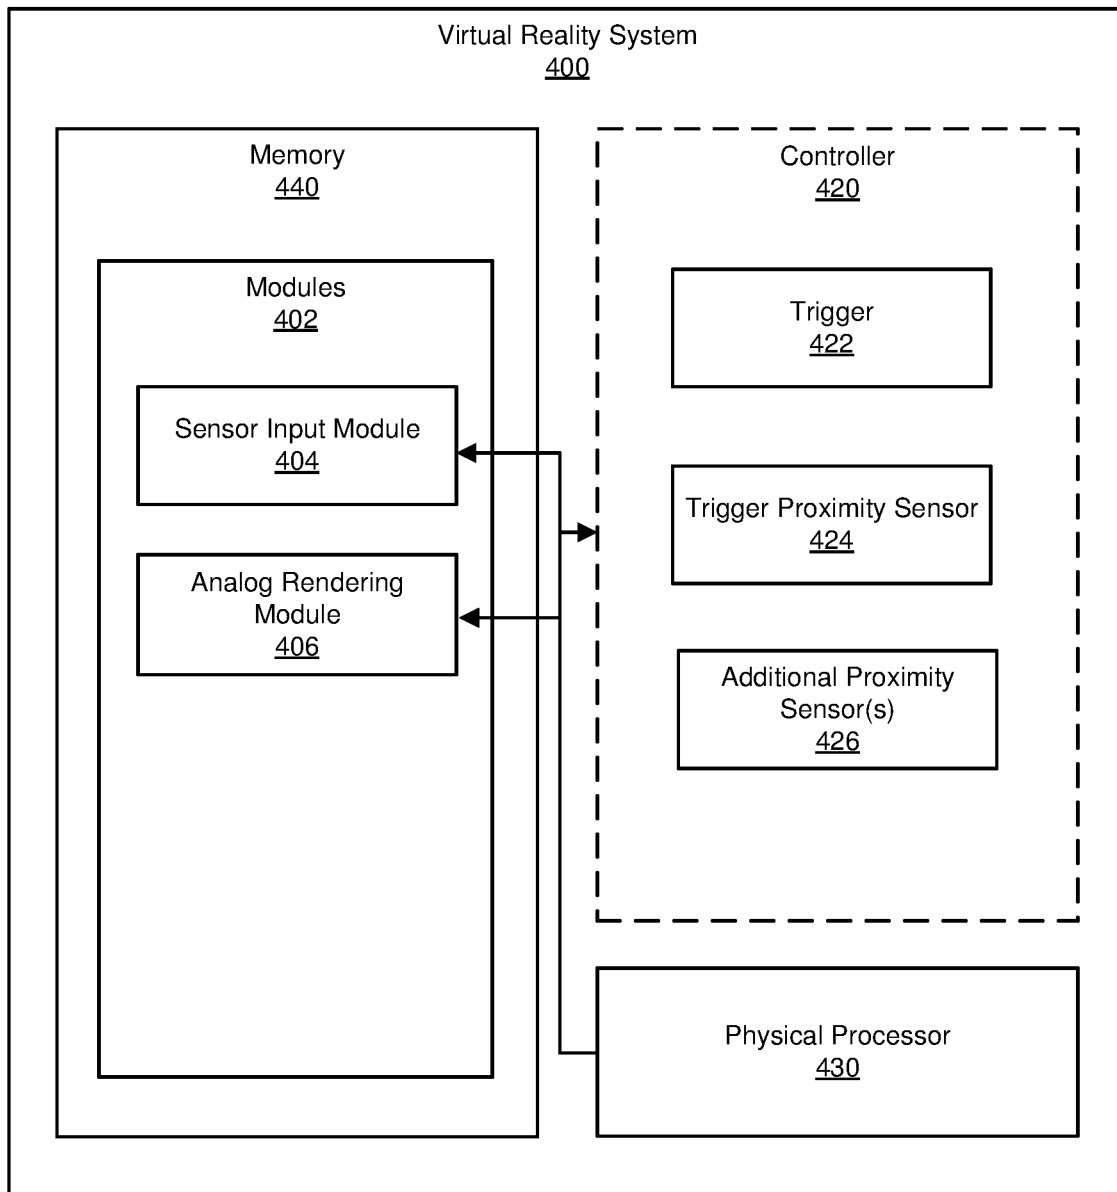 Virtual Reality System
400
Memory
440
Modules
402
Sensor Input Module
404
Analog Rendering
Module
406
Controller
420
Trigger
422
Trigger Proximity Sensor
424
Additional Proximity
Sensor(s)
426
Physical Processor
430